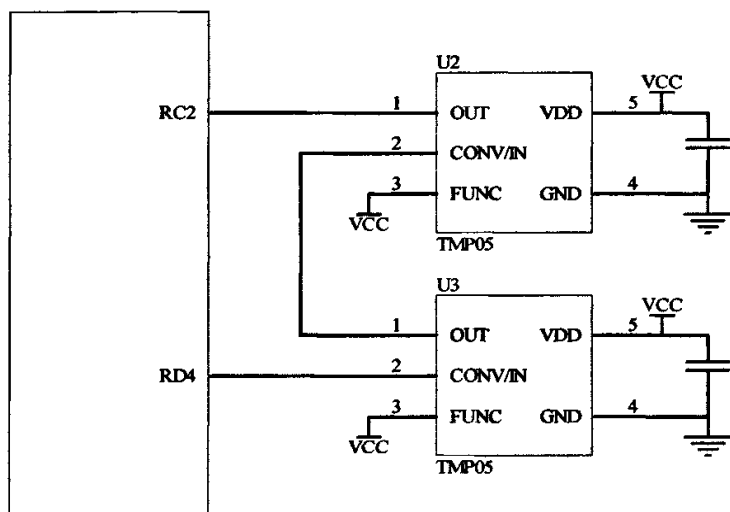 U2
VCC
RC2 1 OUT VDD 5
2 CONV/IN
3 FUNC GND 4
VCC
TMP05
U3
VCC
1 OUT VDD 5
RD4 2 CONV/IN
3 FUNC GND 4
VCC
TMP05